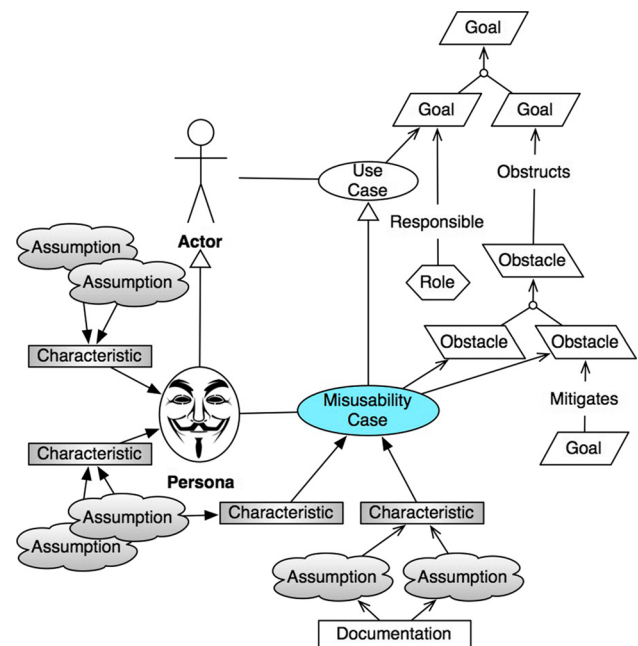 Goal
Goal
Goal
Use
Case
Obstructs
Actor
Responsible
Assumption
Assumption
Obstacle
Role
Characteristic
Obstacle
Obstacle
Misusability
Case
Mitigates
Characteristic
Goal
Persona
Characteristic
Characteristic
Assumption
Assumption
Assumption
Assumption
Documentation